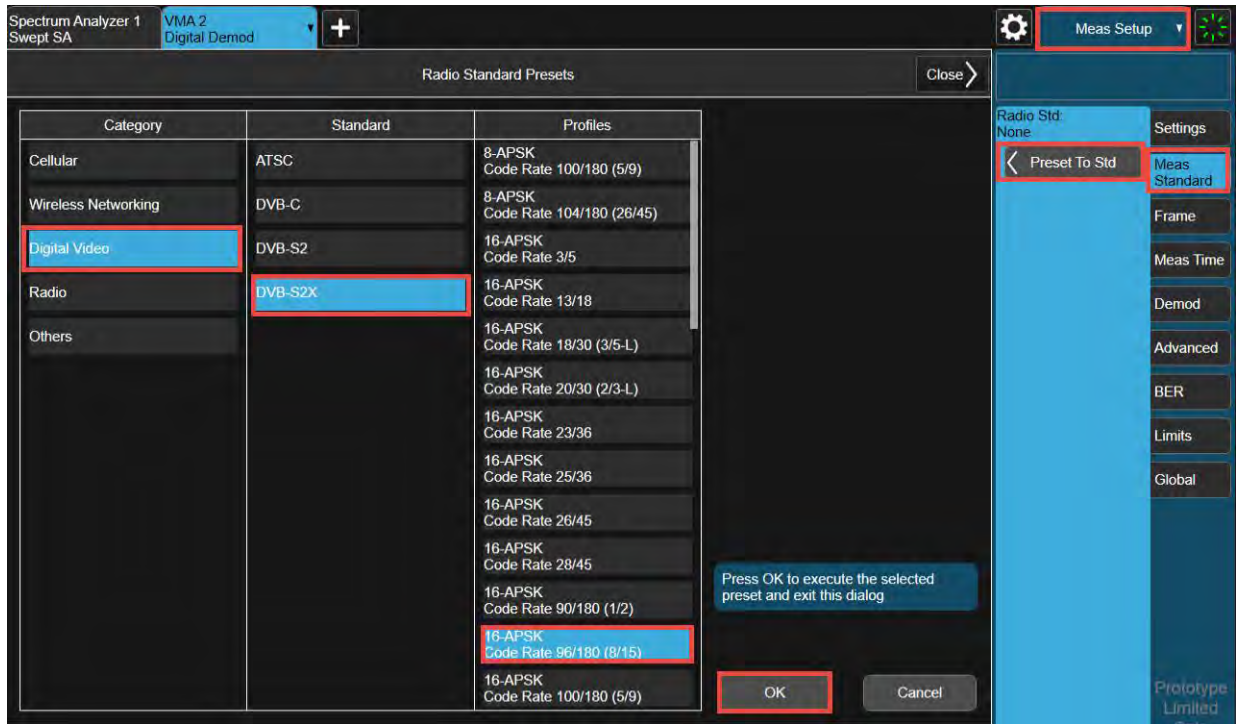 Spectrum Analyzer 1
Swept SA
VMA 2
Digital Demod
+
Meas Setup
Radio Standard Presets
Close
Category
Standard
Profiles
Cellular
Wireless Networking
Digital Video
Radio
Others
ATSC
DVB-C
DVB-S2
DVB-S2X
8-APSK
Code Rate 100/180 (5/9)
8-APSK
Code Rate 104/180 (26/45)
16-APSK
Code Rate 3/5
16-APSK
Code Rate 13/18
16-APSK
Code Rate 18/30 (3/5-L)
16-APSK
Code Rate 20/30 (2/3-L)
16-APSK
Code Rate 23/36
16-APSK
Code Rate 25/36
16-APSK
Code Rate 26/45
16-APSK
Code Rate 28/45
16-APSK
Code Rate 90/180 (1/2)
16-APSK
Code Rate 96/180 (8/15)
16-APSK
Code Rate 100/180 (5/9)
Press OK to execute the selected
preset and exit this dialog
OK
Cancel
Radio Std:
None
Preset To Std
Settings
Meas
Standard
Frame
Meas Time
Demod
Advanced
BER
Limits
Global
Prototype
Limited